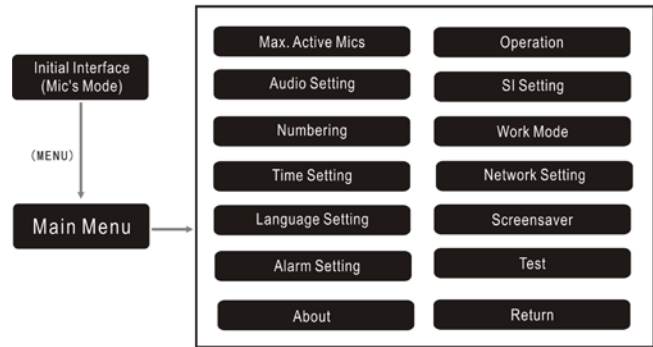 Initial Interface
(Mic's Mode)
(MENU)
Main Menu
Max. Active Mics
Operation
Audio Setting
SI Setting
Numbering
Work Mode
Time Setting
Network Setting
Language Setting
Screensaver
Alarm Setting
Test
About
Return